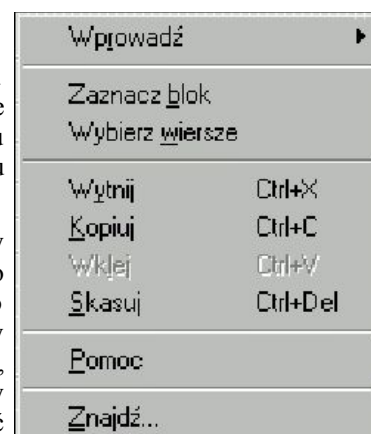 Wprowadź
Zaznacz blok
Wybierz wiersze
Wytnij Ctrl+X
Kopiuj Ctrl+C
Wklej Ctrl+V
Skasuj Ctrl+Del
Pomoc
Znajdź...